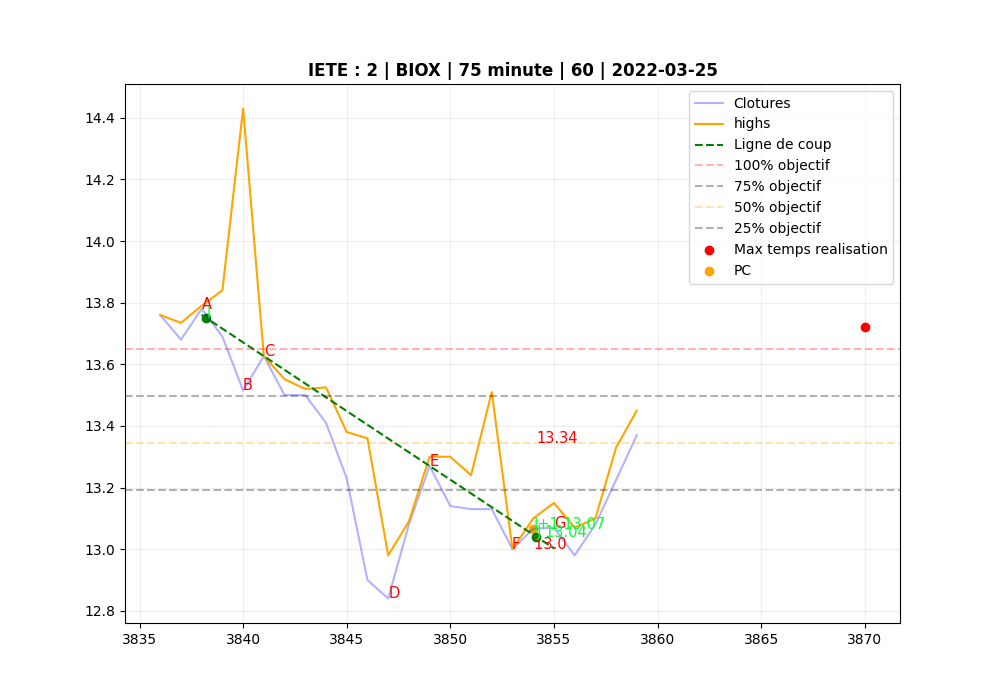 IETE : 2 | BIOX | 75 minute | 60 | 2022-03-25
Clotures
highs
Ligne de coup
100% objectif
75% objectif
50% objectif
25% objectif
Max temps realisation
PC
14.4
14.2
14.0
13.8
13.6
13.4
13.2
13.0
12.8
A
B
C
D
E
F
G
13.34
J+1 13.07
13.04
13.0
3835
3840
3845
3850
3855
3860
3865
3870